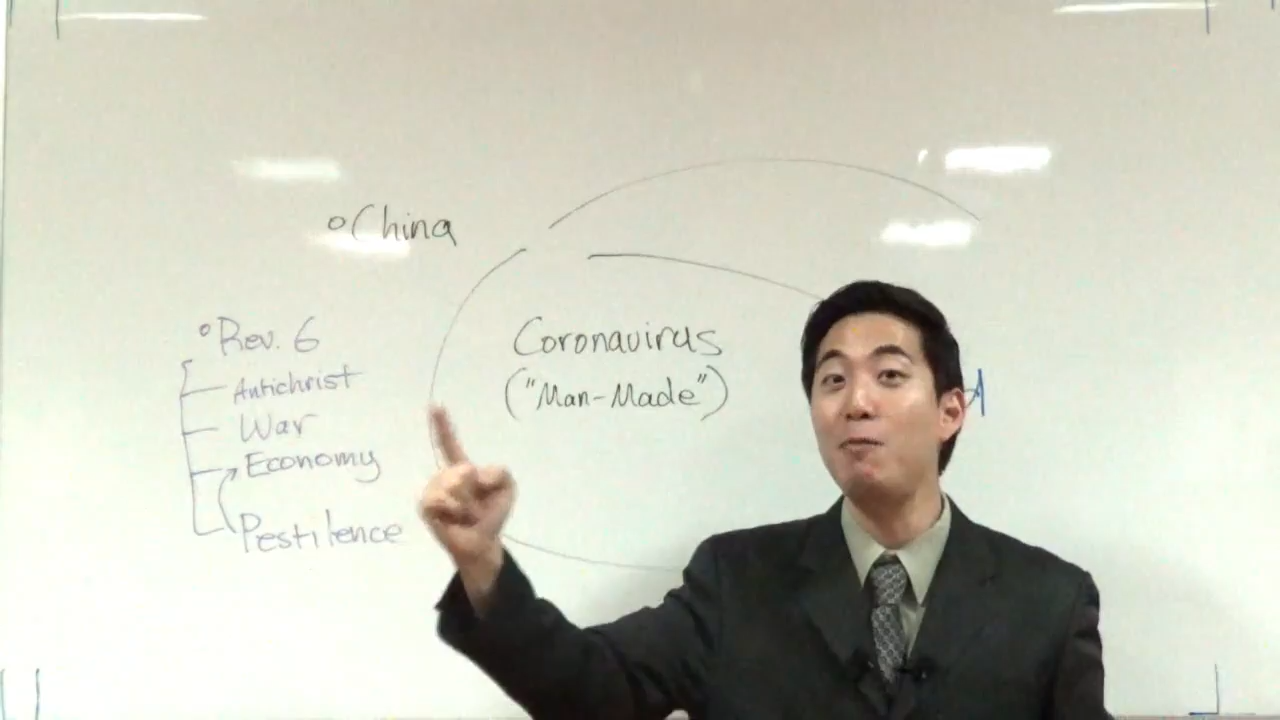 China
Rev. 6
Antichrist
War
Economy
Pestilence
Coronavirus
("Man-Made")